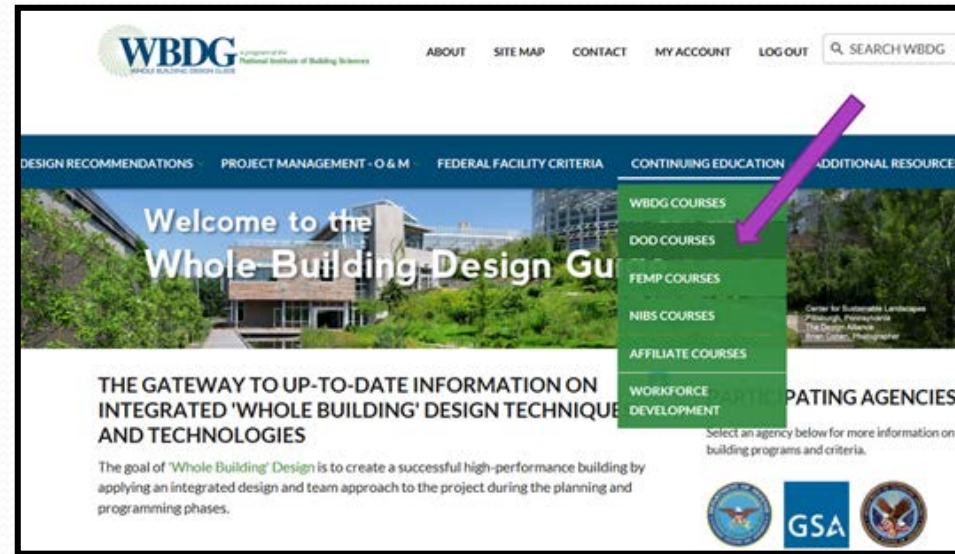 WBDG
a program of the
National Institute of Building Sciences
WHOLE BUILDING DESIGN GUIDE
ABOUT SITE MAP CONTACT MY ACCOUNT LOG OUT SEARCH WBDG
DESIGN RECOMMENDATIONS PROJECT MANAGEMENT - O & M FEDERAL FACILITY CRITERIA CONTINUING EDUCATION ADDITIONAL RESOURCES
WBDG COURSES
DOD COURSES
FEMP COURSES
NIBS COURSES
AFFILIATE COURSES
WORKFORCE
DEVELOPMENT
Welcome to the
Whole Building Design Gu
Center for Sustainable Landscapes
Pittsburgh, Pennsylvania
The Design Alliance
Photographer
THE GATEWAY TO UP-TO-DATE INFORMATION ON
INTEGRATED 'WHOLE BUILDING' DESIGN TECHNIQUE
AND TECHNOLOGIES
The goal of 'Whole Building' Design is to create a successful high-performance building by
applying an integrated design and team approach to the project during the planning and
programming phases.
PARTICIPATING AGENCIES
Select an agency below for more information on
building programs and criteria.
GSA